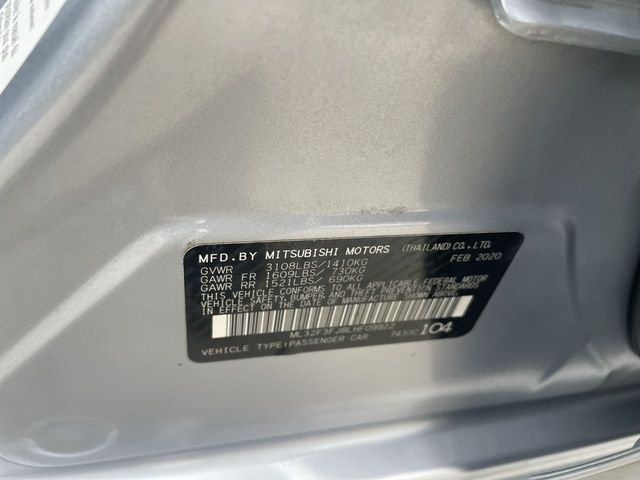 MFD.BY MITSUBISHI MOTORS (THAILAND) CO.,LTD.
GVWR 3108LBS/1410KG FEB 2020
GAWR FR 1609LBS/ 730KG
GAWR RR 1521LBS/ 690KG
THIS VEHICLE CONFORMS TO ALL APPLICABLE
U.S. FEDERAL MOTOR VEHICLE SAFETY, BUMPER,
AND THEFT PREVENTION STANDARDS
IN EFFECT ON THE DATE OF MANUFACTURE
SHOWN ABOVE.
ML32F3FJ8LHF09923
7430C 104
VEHICLE TYPE:PASSENGER CAR